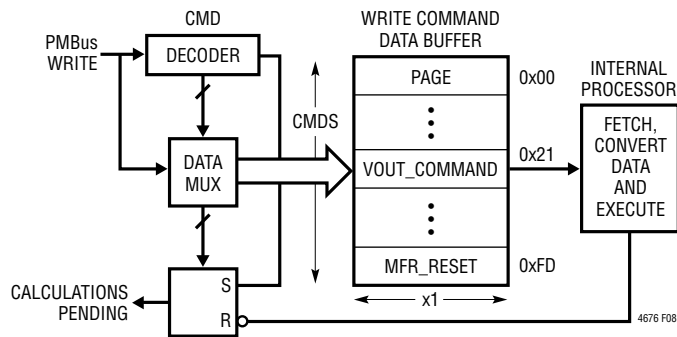 CMD
WRITE COMMAND
DATA BUFFER
PMBus
WRITE
DECODER
PAGE
0x00
INTERNAL
PROCESSOR
CMDS
DATA
MUX
VOUT_COMMAND
0x21
FETCH,
CONVERT
DATA
AND
EXECUTE
MFR_RESET
0xFD
CALCULATIONS
PENDING
S
R
x1
4676 F08